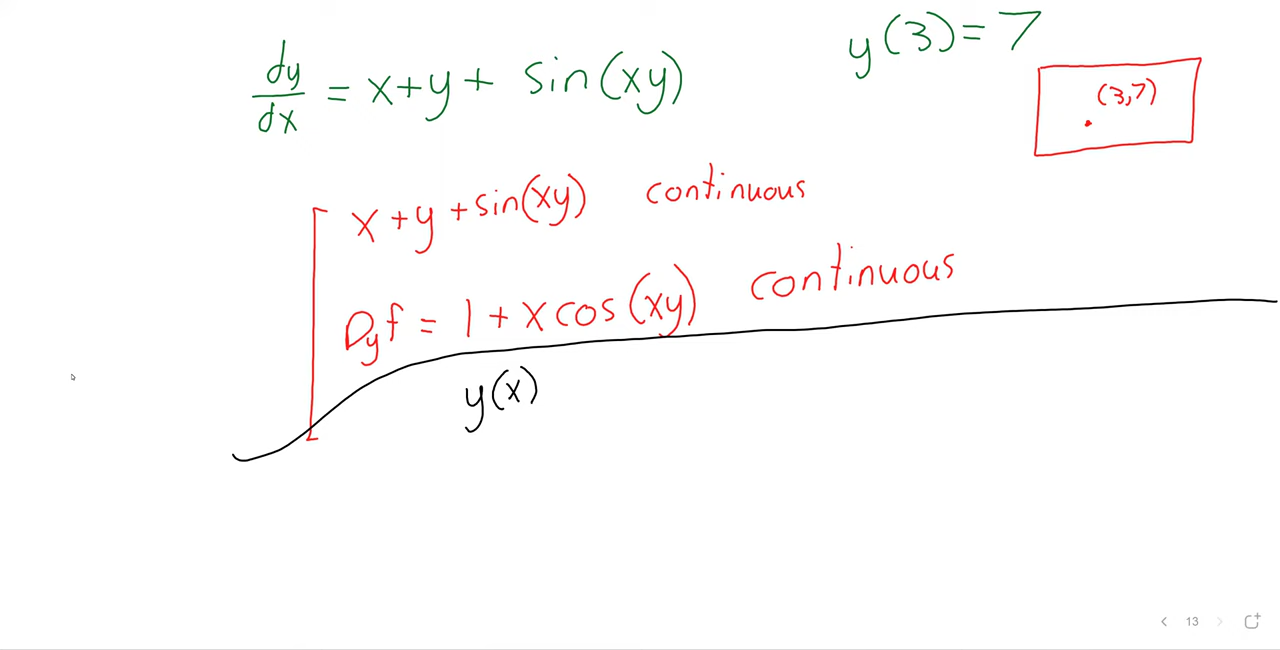 dy/dx = x+y+ sin(xy)
y(3)=7
(3,7)
x+y+sin(xy) continuous
Dyf = 1+xcos(xy) continuous
y(x)
13